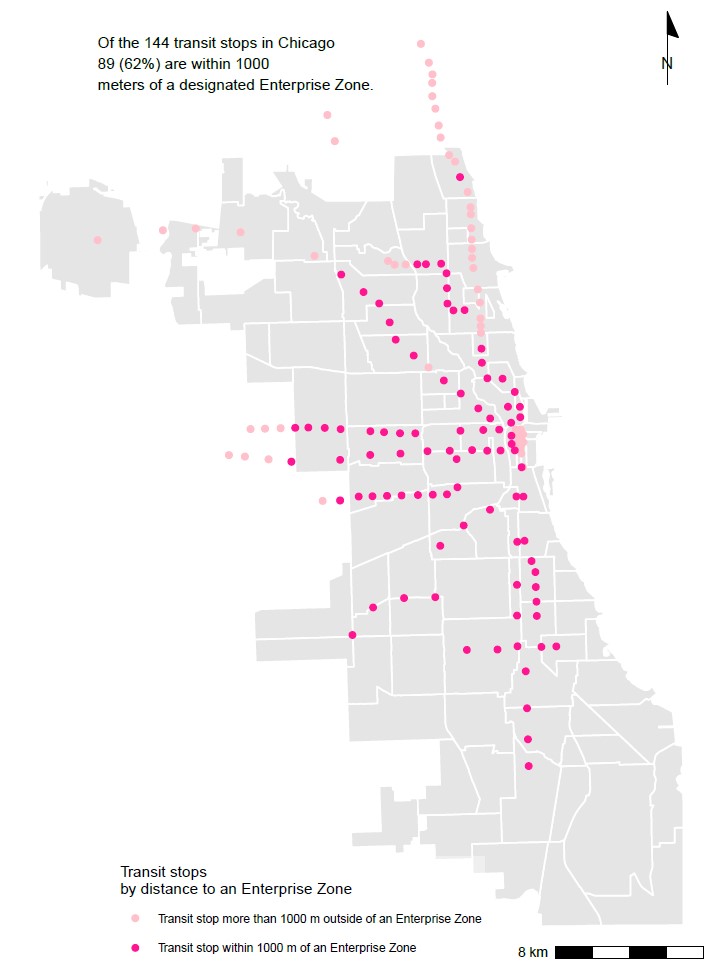 Of the 144 transit stops in Chicago
89 (62%) are within 1000
meters of a designated Enterprise Zone.
N
Transit stops
by distance to an Enterprise Zone
Transit stop more than 1000 m outside of an Enterprise Zone
Transit stop within 1000 m of an Enterprise Zone
8 km